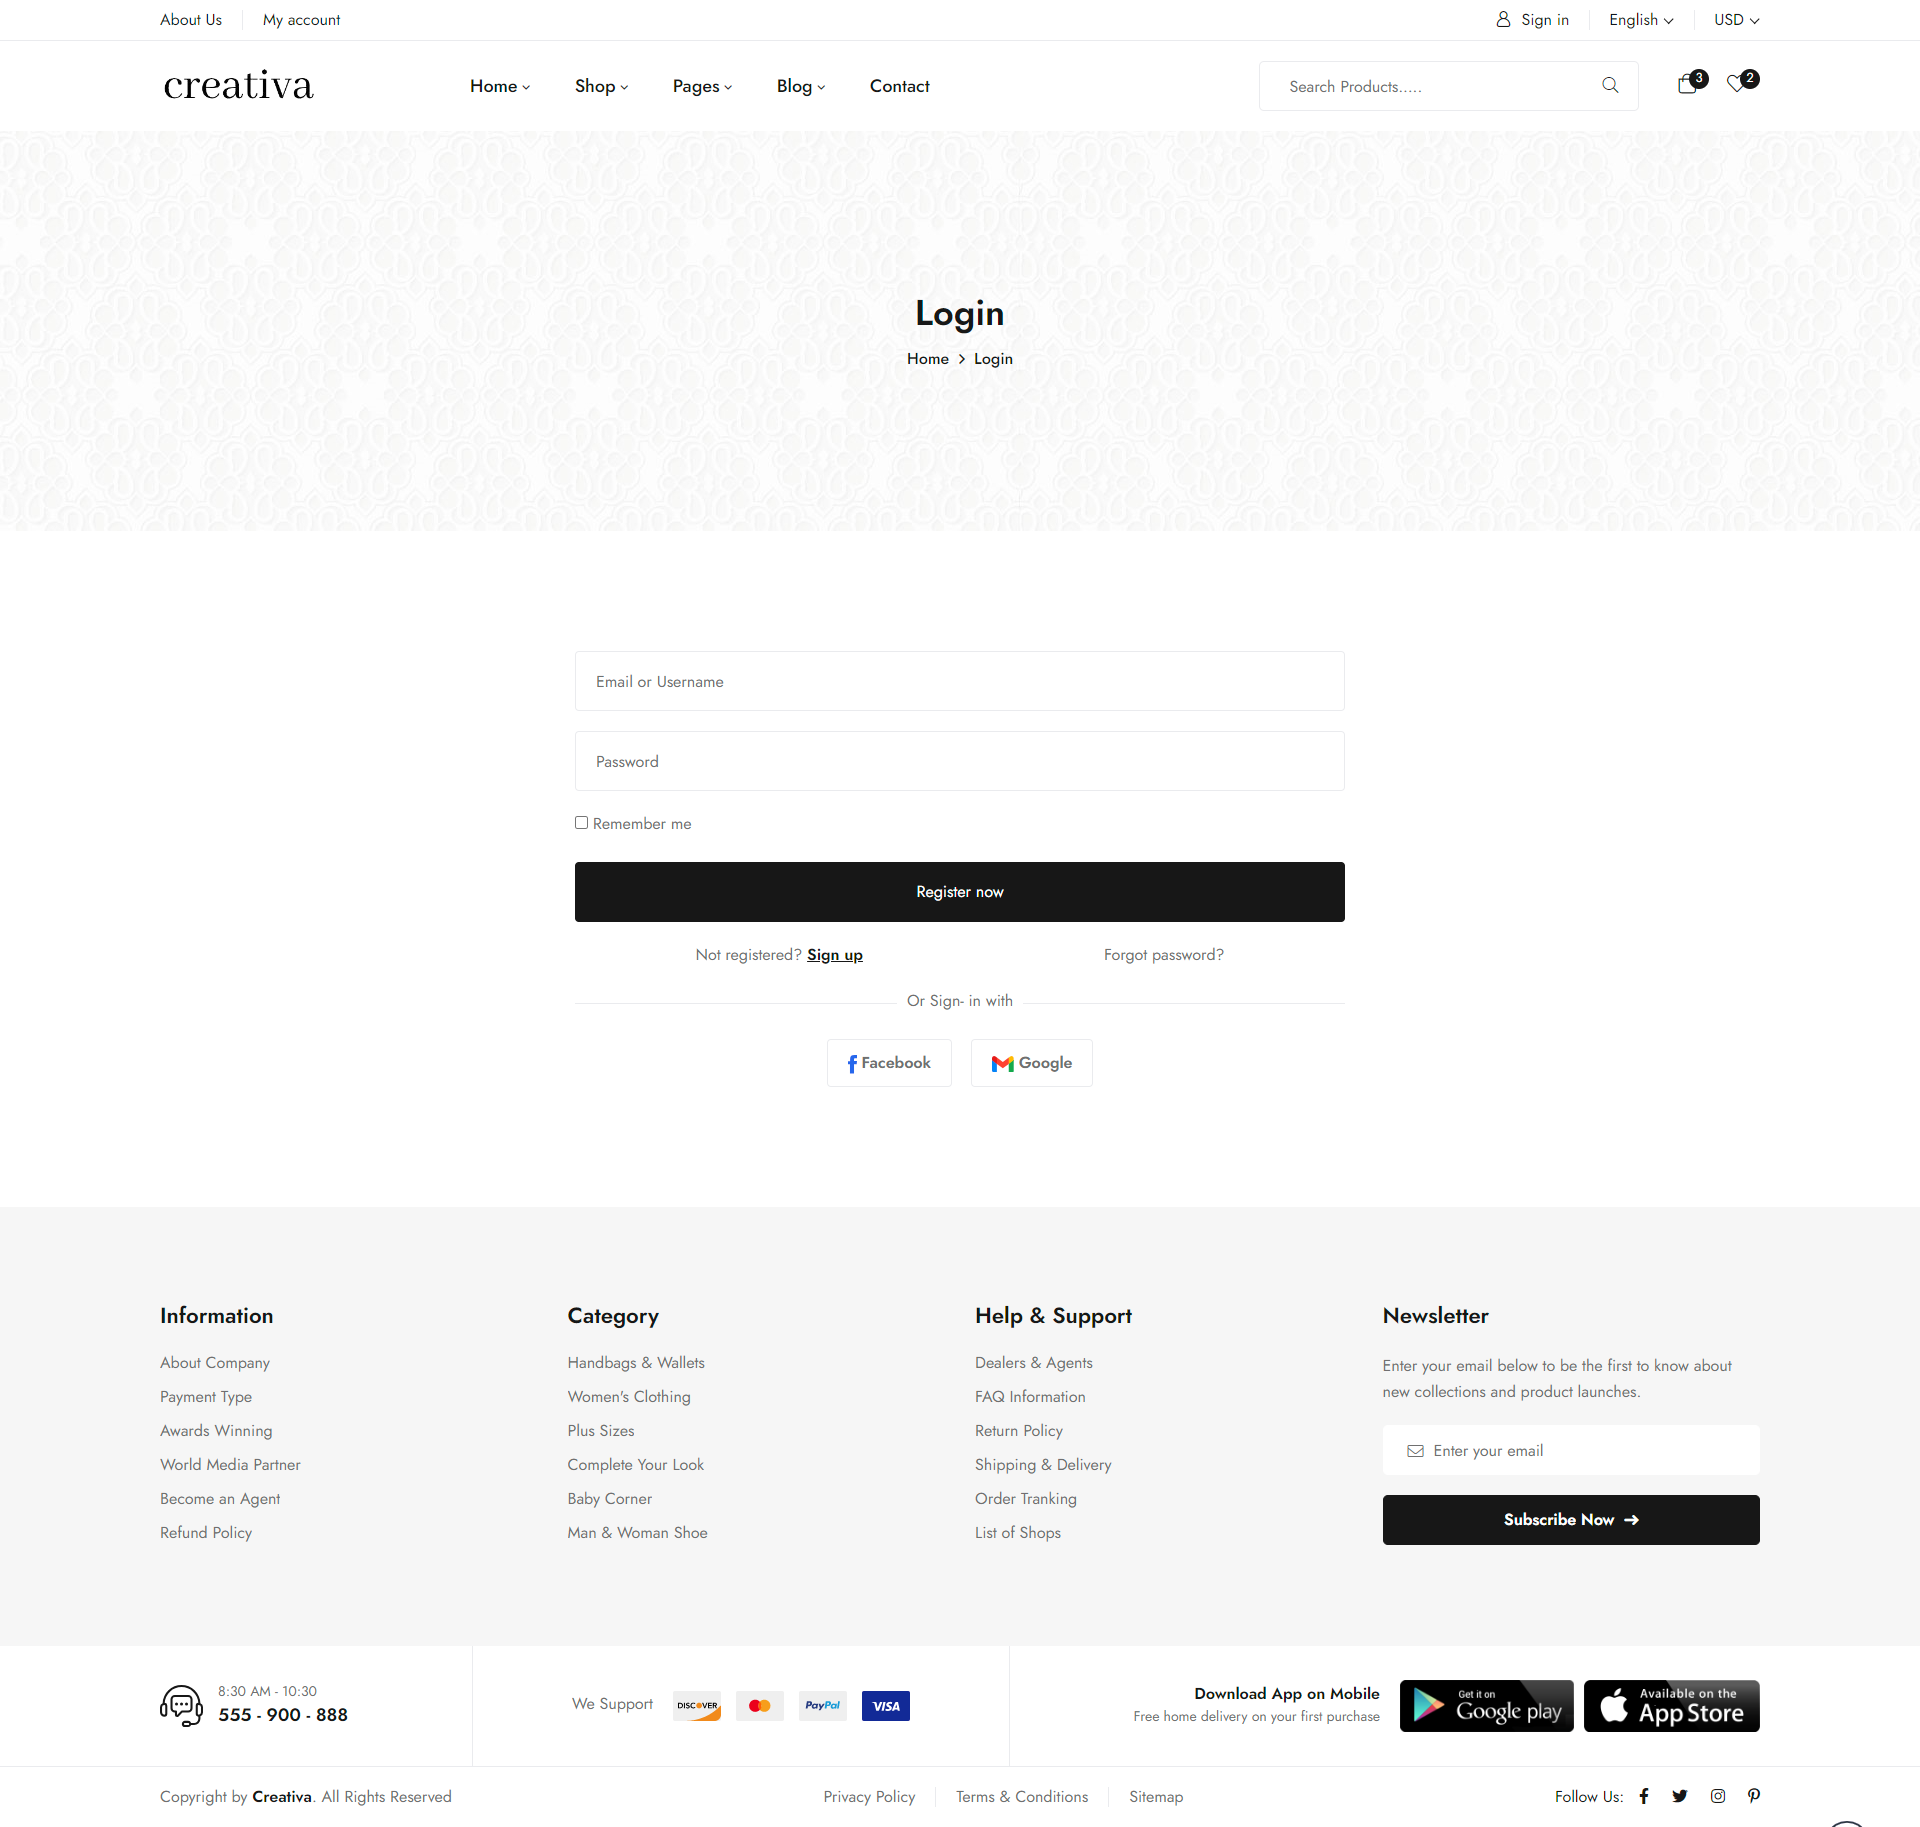 About Us
My account
Sign in
English
USD
creativa
Home
Shop
Pages
Blog
Contact
Search Products.....
3
2
Login
Home > Login
Email or Username
Password
Remember me
Register now
Not registered? Sign up
Forgot password?
Or Sign- in with
Facebook
Google
Information
About Company
Payment Type
Awards Winning
World Media Partner
Become an Agent
Refund Policy
Category
Handbags & Wallets
Women's Clothing
Plus Sizes
Complete Your Look
Baby Corner
Man & Woman Shoe
Help & Support
Dealers & Agents
FAQ Information
Return Policy
Shipping & Delivery
Order Tranking
List of Shops
Newsletter
Enter your email below to be the first to know about
new collections and product launches.
Enter your email
Subscribe Now
8:30 AM - 10:30
555 - 900 - 888
We Support
DISCOVER
PayPal
VISA
Download App on Mobile
Free home delivery on your first purchase
Get it on
Google play
Available on the
App Store
Copyright by Creativa. All Rights Reserved
Privacy Policy
Terms & Conditions
Sitemap
Follow Us: